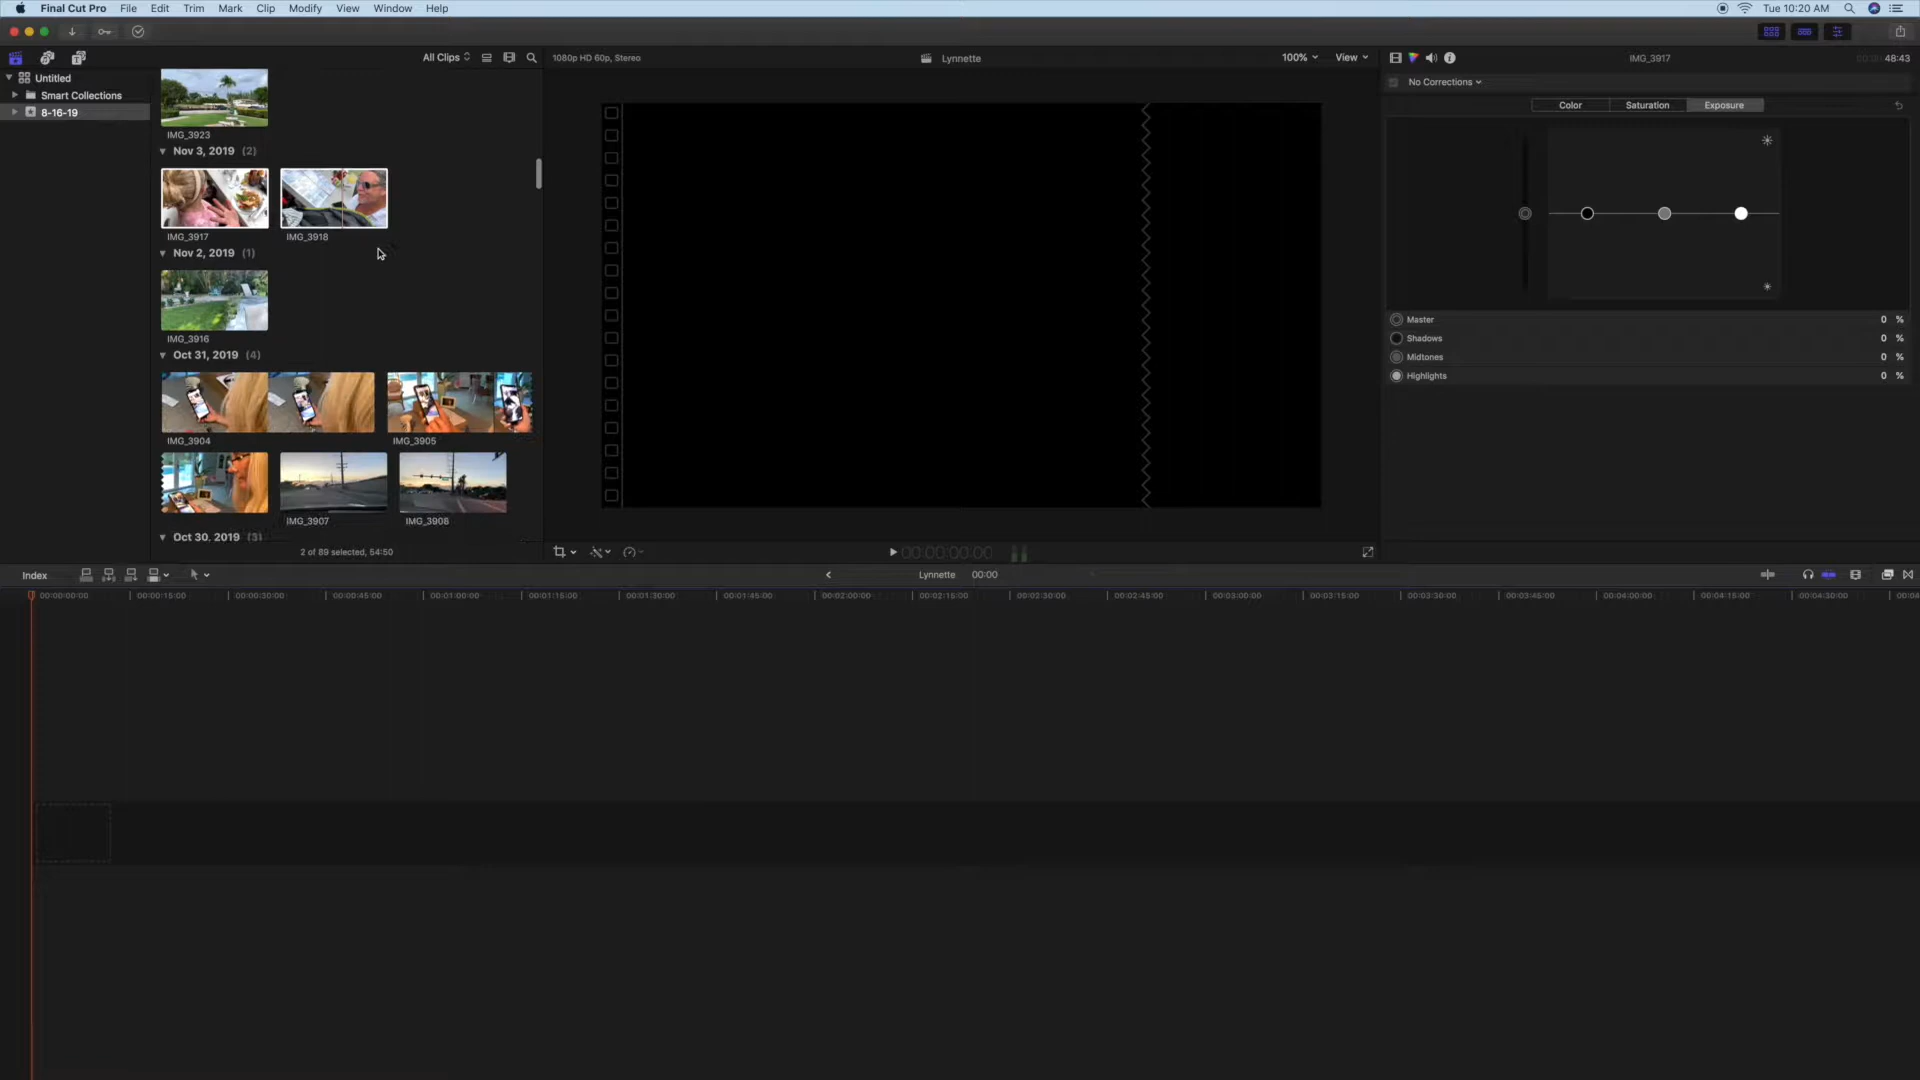 Final Cut Pro File Edit Trim Mark Clip Modify View Window Help Tue 10:20 AM
All Clips 1080p HD 60p, Stereo Lynnette 100% View IMG_3917 48:43
Untitled
Smart Collections
8-16-19
No Corrections
Color Saturation Exposure
IMG_3923
Nov 3, 2019 (2)
IMG_3917 IMG_3918
Nov 2, 2019 (1)
IMG_3916
Oct 31, 2019 (4)
IMG_3904 IMG_3905
IMG_3907 IMG_3908
Oct 30, 2019 (3)
2 of 89 selected, 54:50
00:00:00:00
Master 0 %
Shadows 0 %
Midtones 0 %
Highlights 0 %
Index Lynnette 00:00
00:00:00:00 00:00:15:00 00:00:30:00 00:00:45:00 00:01:00:00 00:01:15:00 00:01:30:00 00:01:45:00 00:02:00:00 00:02:15:00 00:02:30:00 00:02:45:00 00:03:00:00 00:03:15:00 00:03:30:00 00:03:45:00 00:04:00:00 00:04:15:00 00:04:30:00